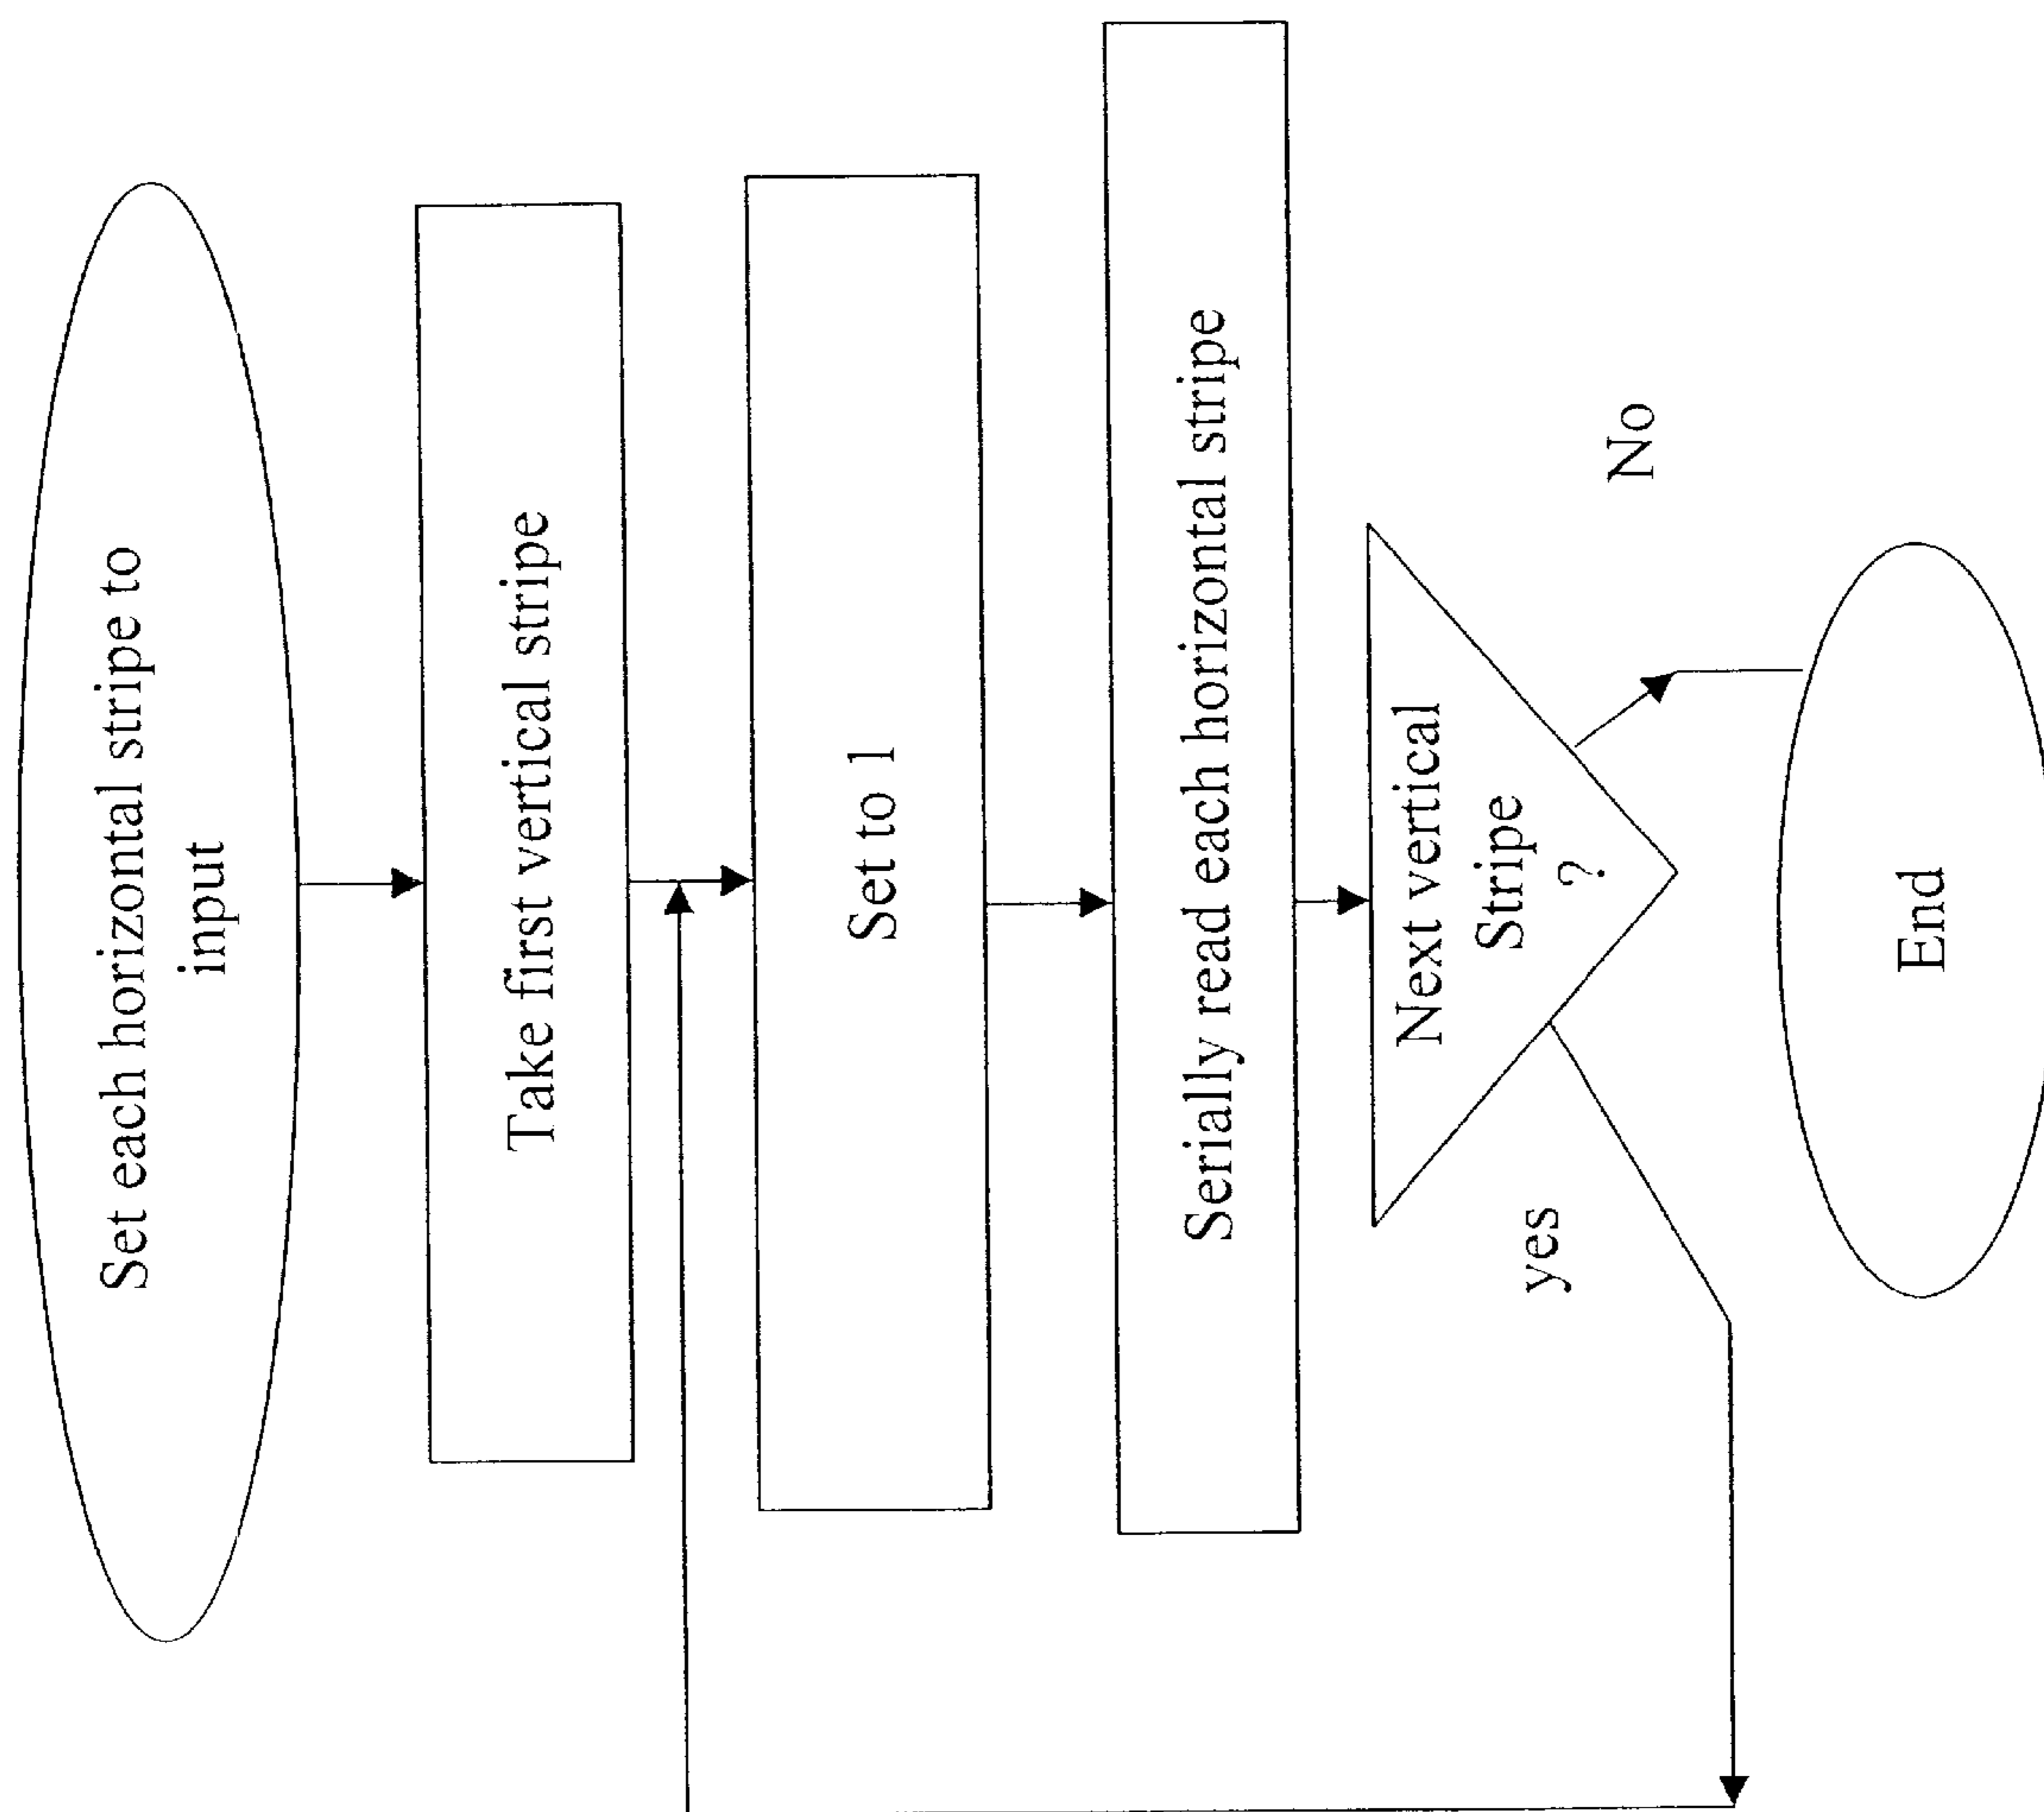 Set each horizontal stripe to
input
Take first vertical stripe
Set to 1
Serially read each horizontal stripe
Next vertical
Stripe
?
No
yes
End